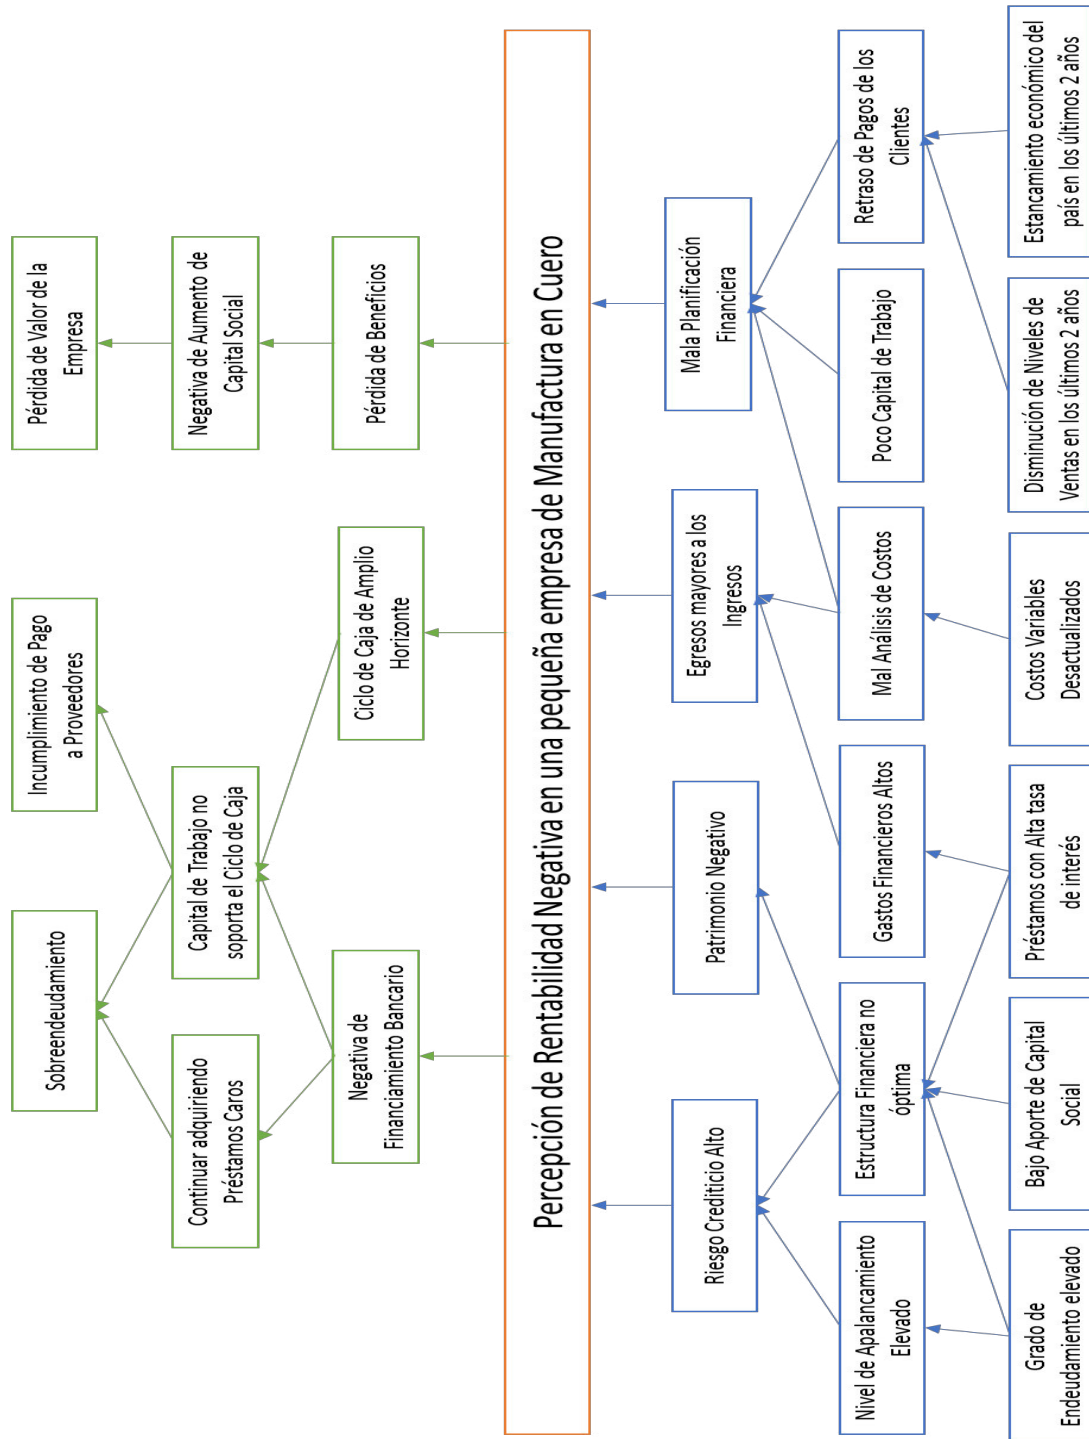 Sobreendeudamiento
Incumplimiento de Pago
a Proveedores
Pérdida de Valor de la
Empresa
Continuar adquiriendo
Préstamos Caros
Capital de Trabajo no
soporta el Ciclo de Caja
Negativa de Aumento de
Capital Social
Negativa de
Financiamiento Bancario
Ciclo de Caja de Amplio
Horizonte
Pérdida de Beneficios
Percepción de Rentabilidad Negativa en una pequeña empresa de Manufactura en Cuero
Riesgo Crediticio Alto
Patrimonio Negativo
Egresos mayores a los
Ingresos
Mala Planificación
Financiera
Nivel de Apalancamiento
Elevado
Estructura Financiera no
óptima
Gastos Financieros Altos
Mal Análisis de Costos
Poco Capital de Trabajo
Retraso de Pagos de los
Clientes
Grado de
Endeudamiento elevado
Bajo Aporte de Capital
Social
Préstamos con Alta tasa
de interés
Costos Variables
Desactualizados
Disminución de Niveles de
Ventas en los últimos 2 años
Estancamiento económico del
país en los últimos 2 años